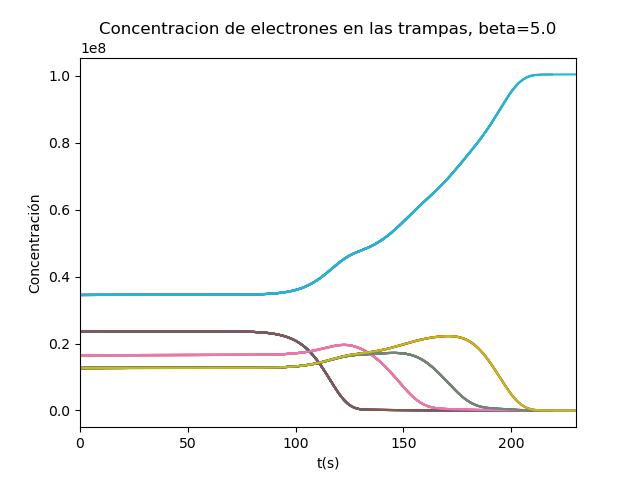 Concentracion de electrones en las trampas, beta=5.0
1e8
1.0
0.8
0.6
0.4
0.2
0.0
Concentración
0 50 100 150 200
t(s)